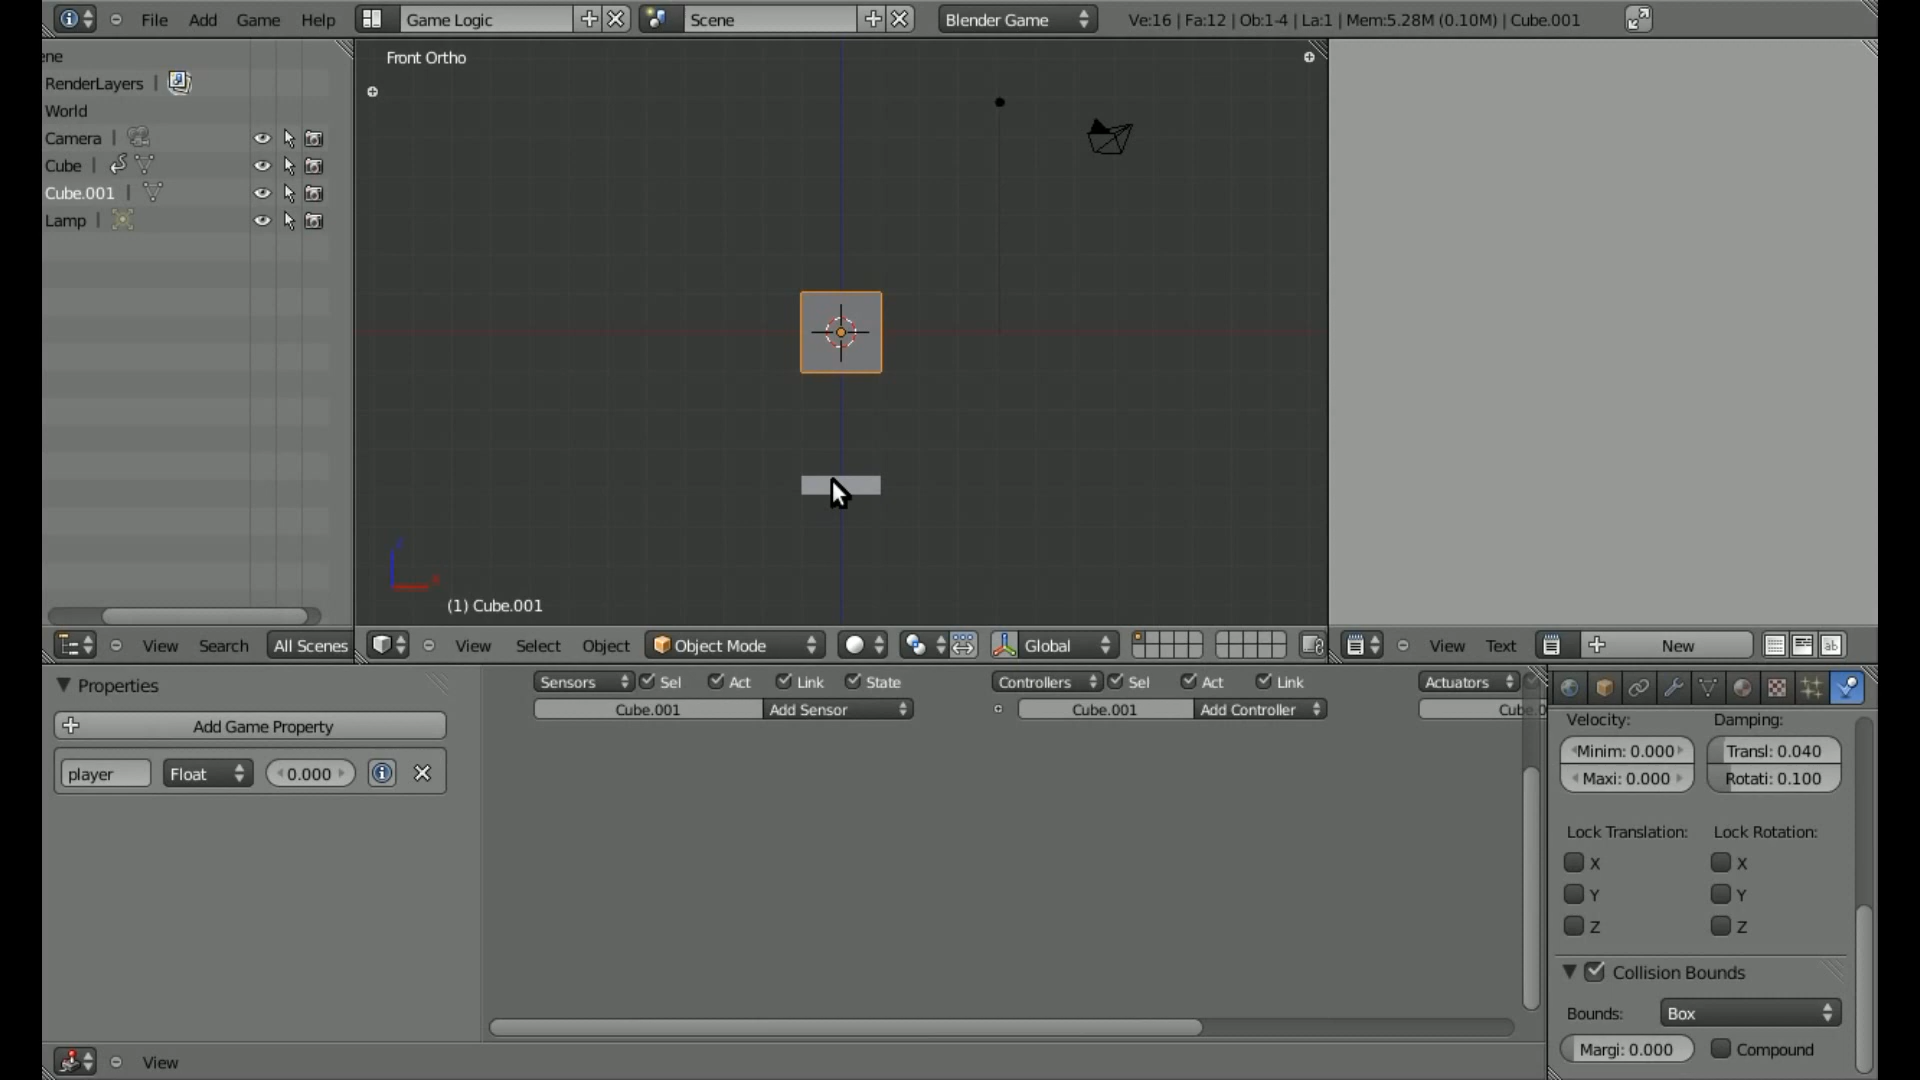 File Add Game Help Game Logic Scene Blender Game Ve:16 | Fa:12 | Ob:1-4 | La:1 | Mem:5.28M (0.10M) | Cube.001
ene
RenderLayers |
World
Camera |
Cube |
Cube.001 |
Lamp |
Front Ortho
(1) Cube.001
View Search All Scenes
View Select Object Object Mode Global
View Text New
Properties
Add Game Property
player Float 0.000
Sensors Sel Act Link State
Cube.001 Add Sensor
Controllers Sel Act Link
Cube.001 Add Controller
Actuators
Cube.0
Velocity: Damping:
Minim: 0.000 Transl: 0.040
Maxi: 0.000 Rotati: 0.100
Lock Translation: Lock Rotation:
X X
Y Y
Z Z
Collision Bounds
Bounds: Box
Margi: 0.000 Compound
View